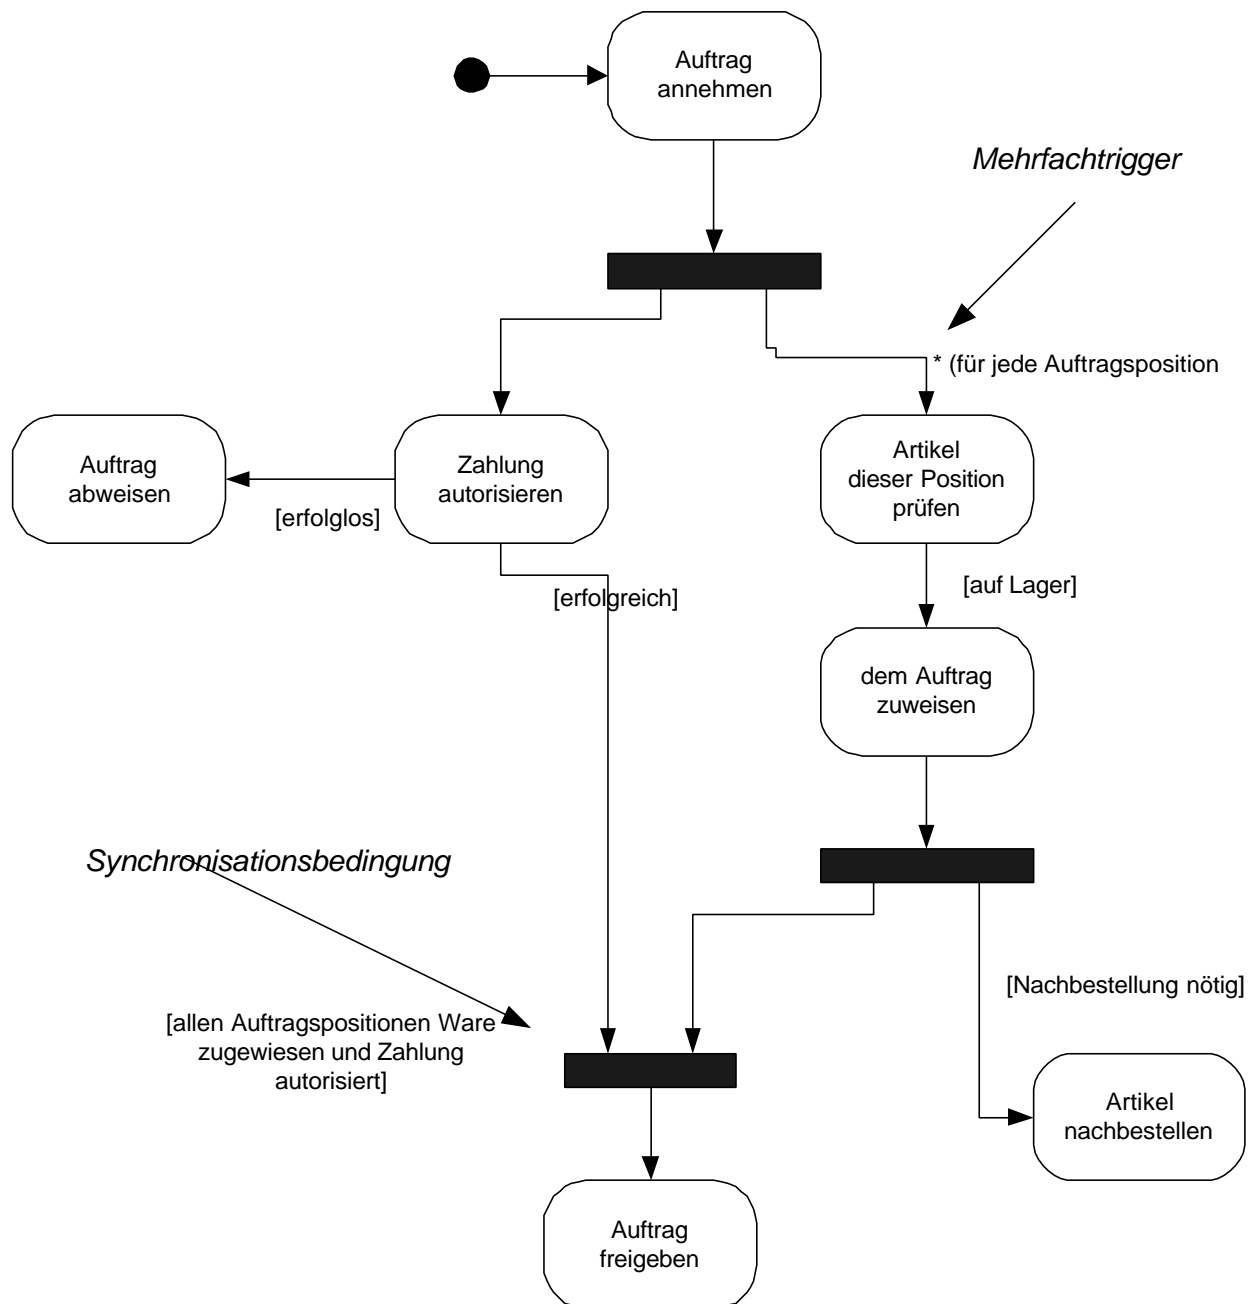 Auftrag
annehmen
Mehrfachtrigger
* (für jede Auftragsposition
Auftrag
abweisen
[erfolglos]
Zahlung
autorisieren
Artikel
dieser Position
prüfen
[erfolgreich]
[auf Lager]
dem Auftrag
zuweisen
Synchronisationsbedingung
[Nachbestellung nötig]
[allen Auftragspositionen Ware
zugewiesen und Zahlung
autorisiert]
Artikel
nachbestellen
Auftrag
freigeben